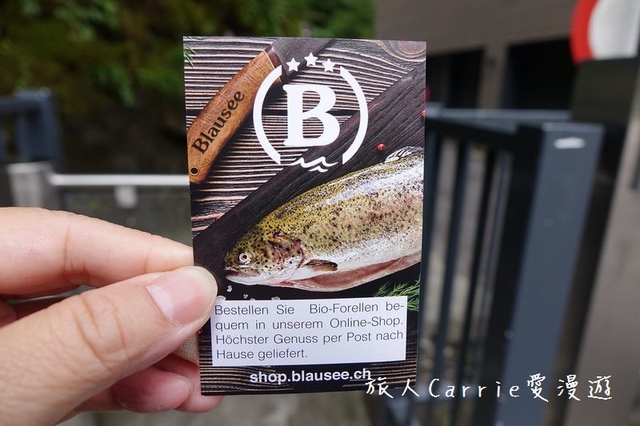 Blausee
B
Bestellen Sie Bio-Forellen be-
quem in unserem Online-Shop.
Höchster Genuss per Post nach
Hause geliefert.
shop.blausee.ch
旅人Carrie愛漫遊